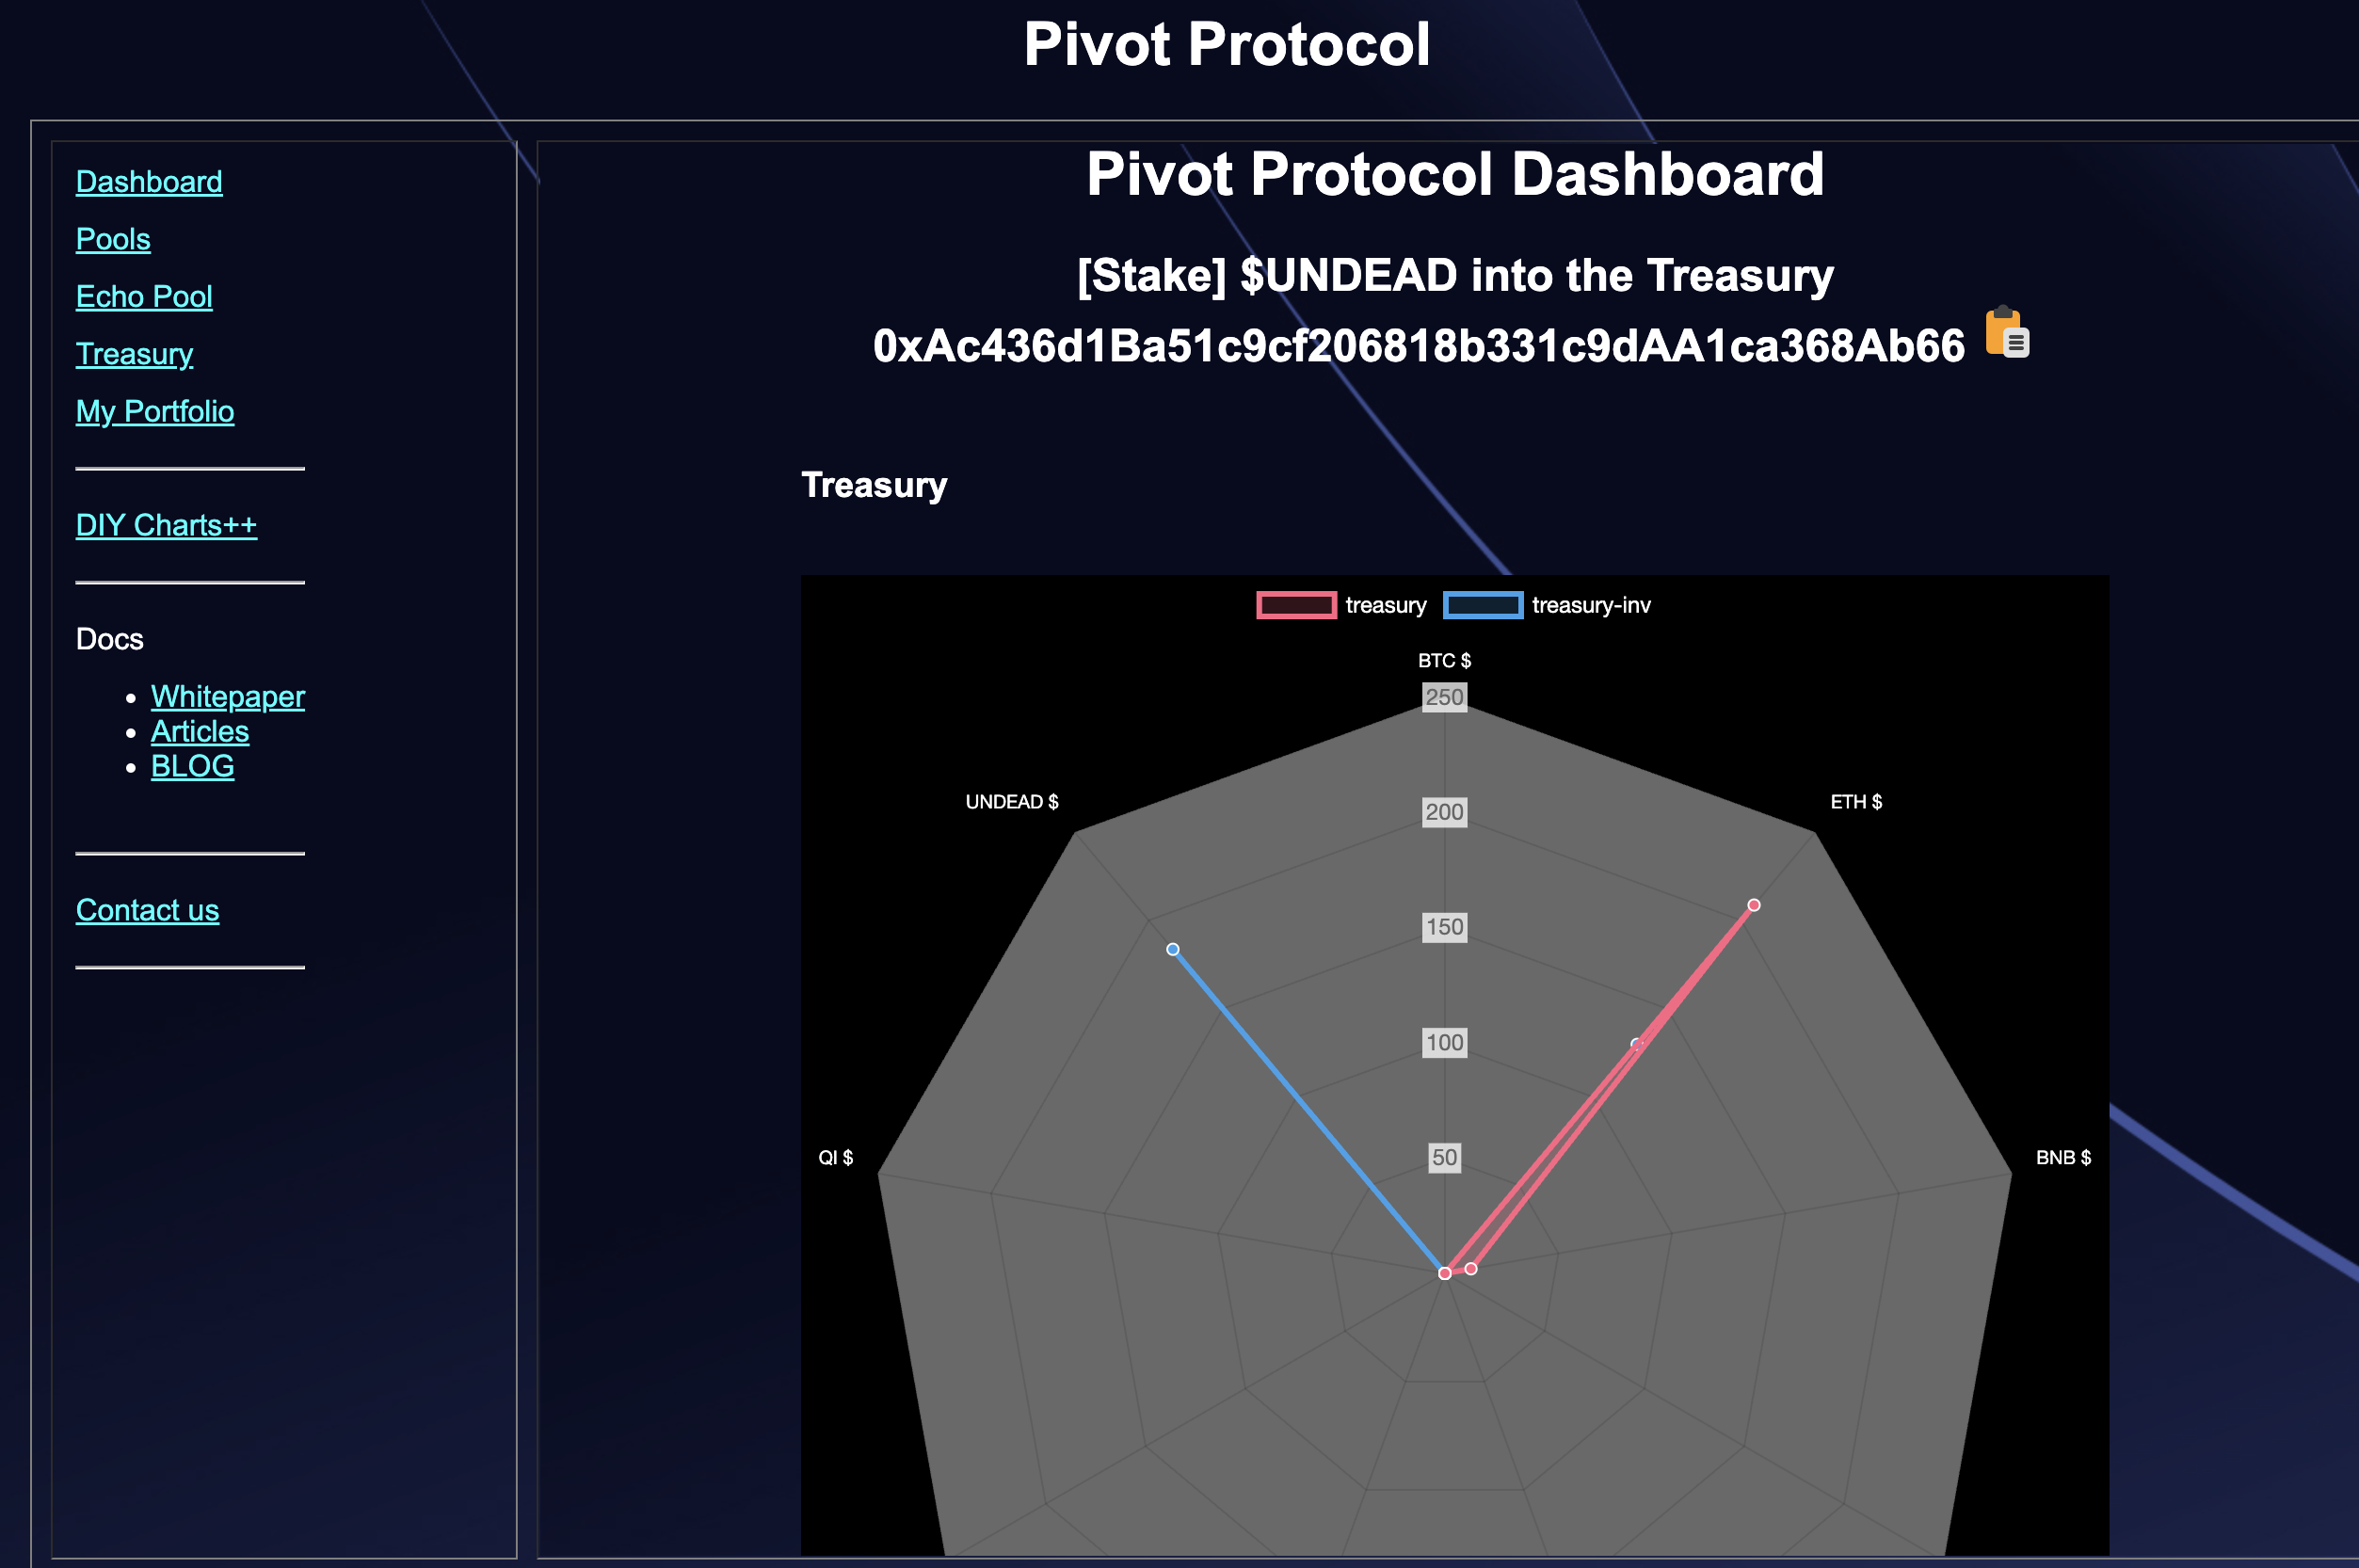 Pivot Protocol
Dashboard
Pools
Echo Pool
Treasury
My Portfolio
DIY Charts++
Docs
Whitepaper
Articles
BLOG
Contact us
Pivot Protocol Dashboard
[Stake] $UNDEAD into the Treasury
0xAc436d1Ba51c9cf206818b331c9dAA1ca368Ab66
Treasury
treasury treasury-inv
BTC $
250
UNDEAD $ ETH $
200
150
100
QI $ 50 BNB $